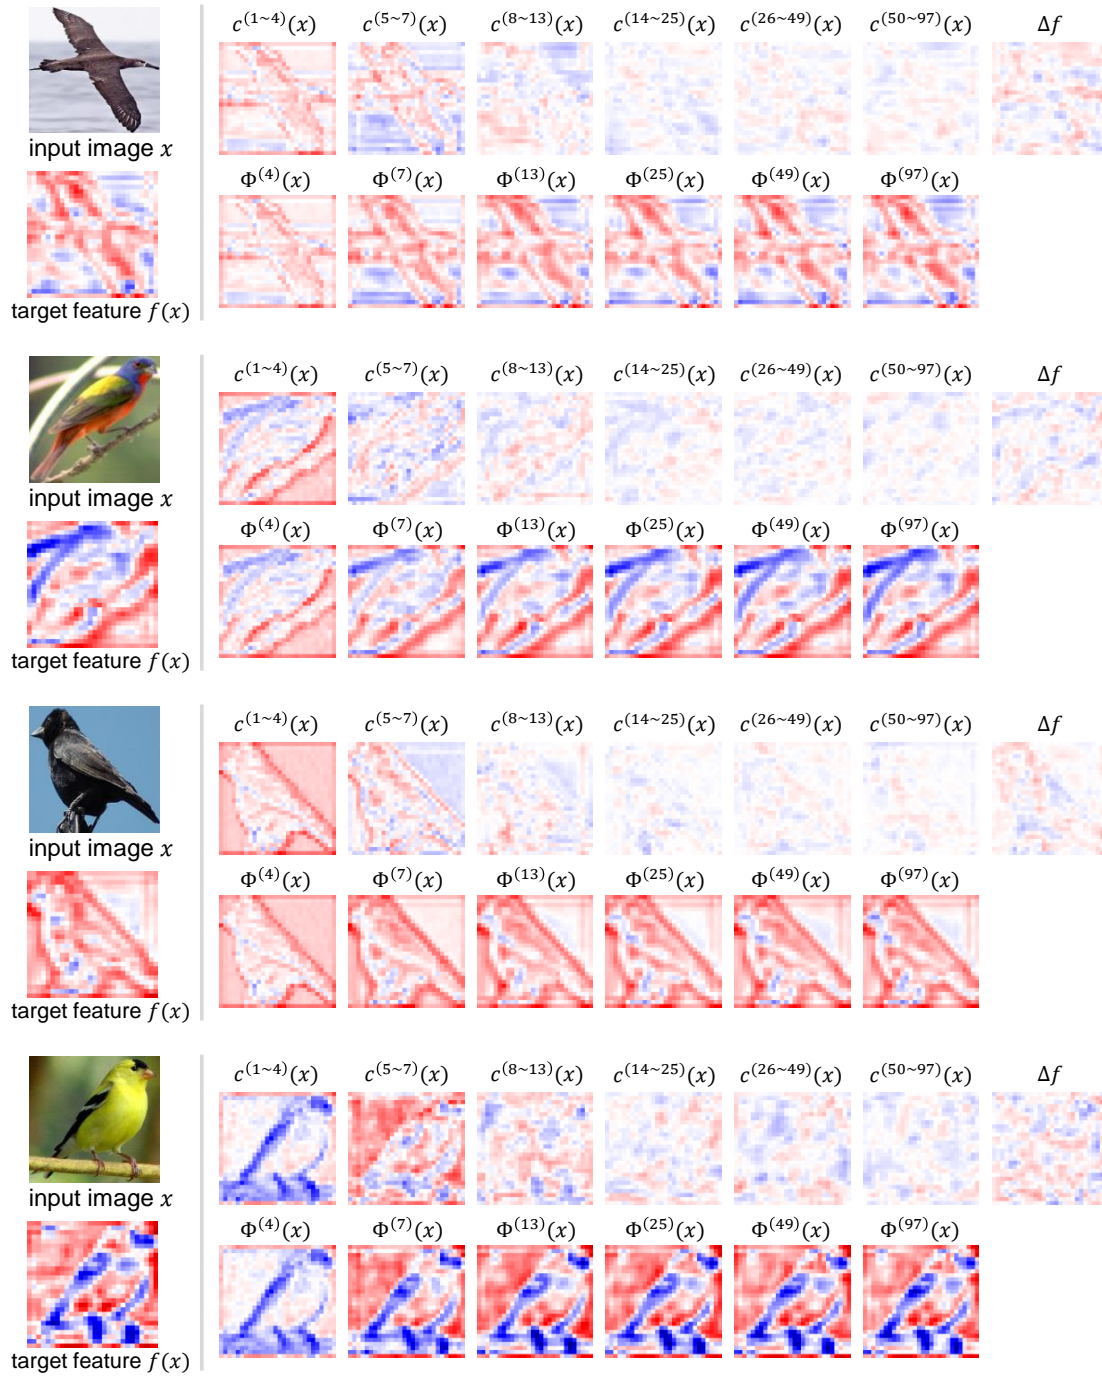 c^{(1~4)}(x) c^{(5~7)}(x) c^{(8~13)}(x) c^{(14~25)}(x) c^{(26~49)}(x) c^{(50~97)}(x) Δf
input image x
Φ^{(4)}(x) Φ^{(7)}(x) Φ^{(13)}(x) Φ^{(25)}(x) Φ^{(49)}(x) Φ^{(97)}(x)
target feature f(x)
c^{(1~4)}(x) c^{(5~7)}(x) c^{(8~13)}(x) c^{(14~25)}(x) c^{(26~49)}(x) c^{(50~97)}(x) Δf
input image x
Φ^{(4)}(x) Φ^{(7)}(x) Φ^{(13)}(x) Φ^{(25)}(x) Φ^{(49)}(x) Φ^{(97)}(x)
target feature f(x)
c^{(1~4)}(x) c^{(5~7)}(x) c^{(8~13)}(x) c^{(14~25)}(x) c^{(26~49)}(x) c^{(50~97)}(x) Δf
input image x
Φ^{(4)}(x) Φ^{(7)}(x) Φ^{(13)}(x) Φ^{(25)}(x) Φ^{(49)}(x) Φ^{(97)}(x)
target feature f(x)
c^{(1~4)}(x) c^{(5~7)}(x) c^{(8~13)}(x) c^{(14~25)}(x) c^{(26~49)}(x) c^{(50~97)}(x) Δf
input image x
Φ^{(4)}(x) Φ^{(7)}(x) Φ^{(13)}(x) Φ^{(25)}(x) Φ^{(49)}(x) Φ^{(97)}(x)
target feature f(x)